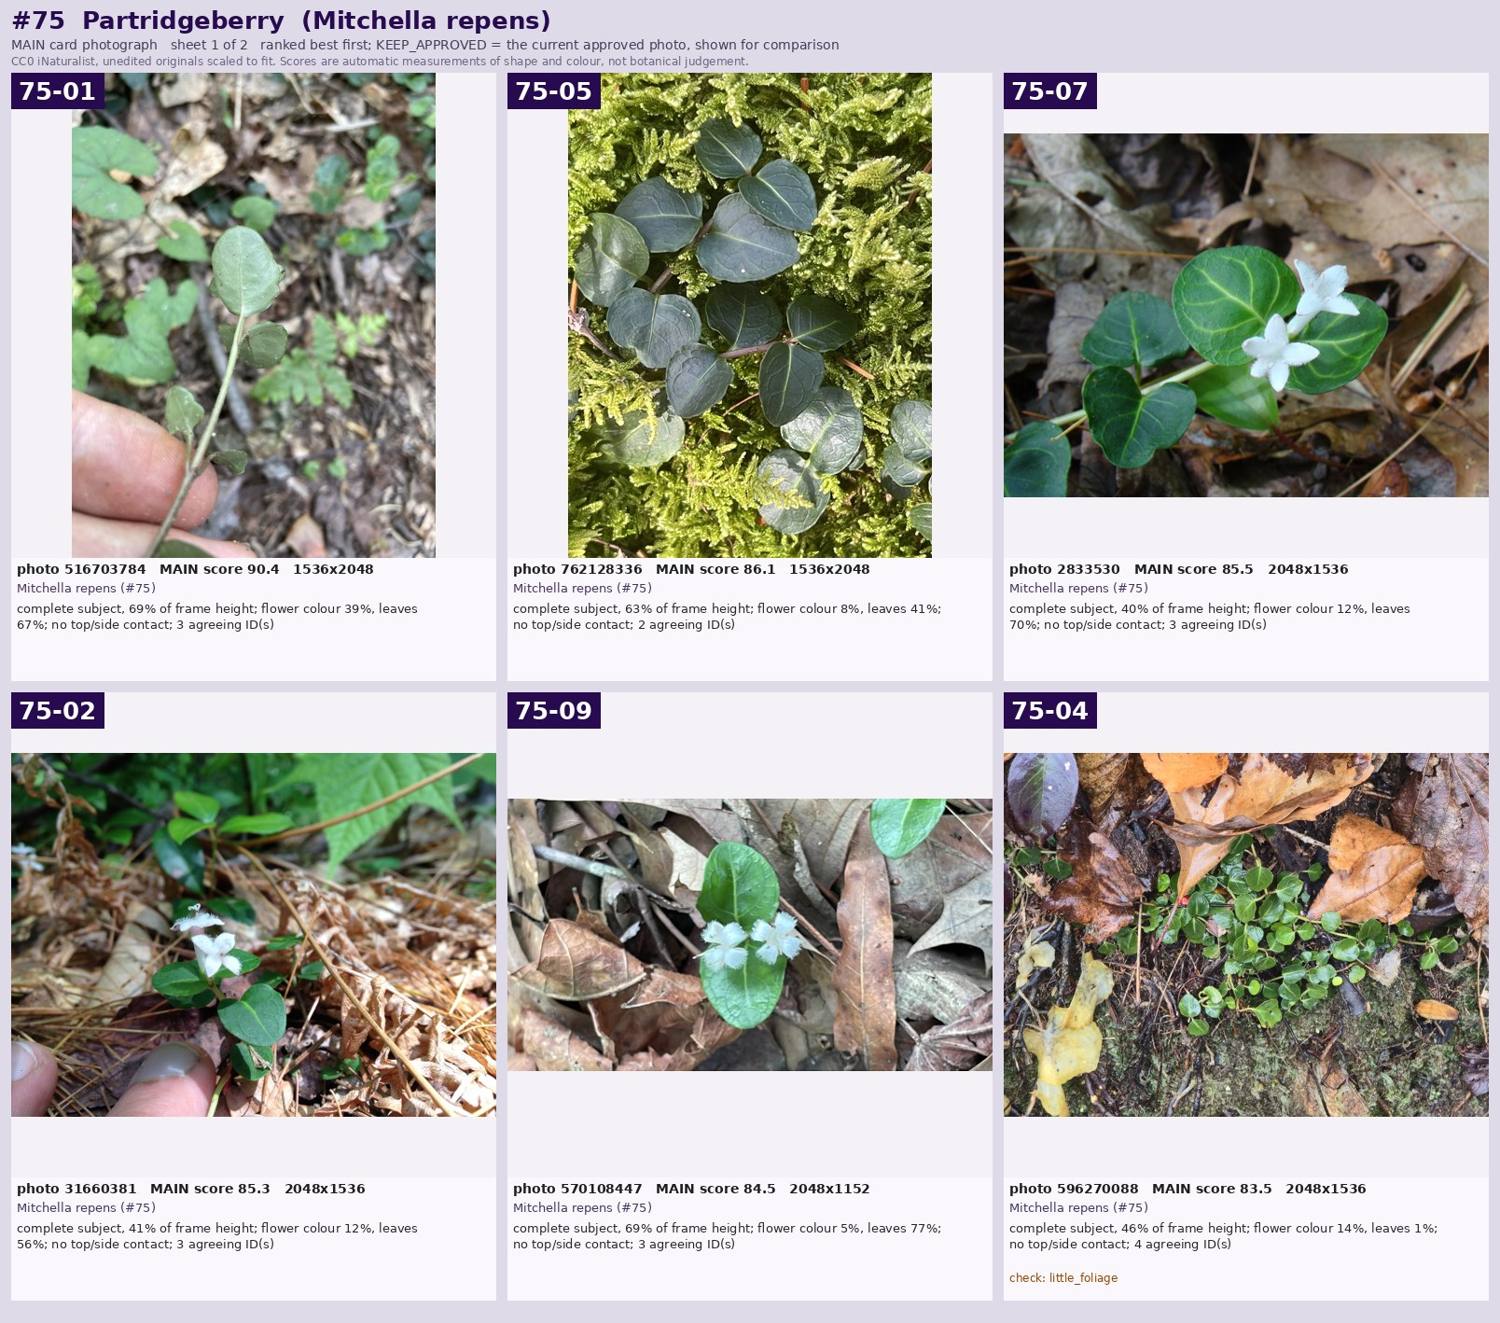 #75  Partridgeberry  (Mitchella repens)
MAIN card photograph   sheet 1 of 2   ranked best first; KEEP_APPROVED = the current approved photo, shown for comparison
CC0 iNaturalist, unedited originals scaled to fit. Scores are automatic measurements of shape and colour, not botanical judgement.
75-01
photo 516703784   MAIN score 90.4   1536x2048
Mitchella repens (#75)
complete subject, 69% of frame height; flower colour 39%, leaves
67%; no top/side contact; 3 agreeing ID(s)
75-05
photo 762128336   MAIN score 86.1   1536x2048
Mitchella repens (#75)
complete subject, 63% of frame height; flower colour 8%, leaves 41%;
no top/side contact; 2 agreeing ID(s)
75-07
photo 2833530   MAIN score 85.5   2048x1536
Mitchella repens (#75)
complete subject, 40% of frame height; flower colour 12%, leaves
70%; no top/side contact; 3 agreeing ID(s)
75-02
photo 31660381   MAIN score 85.3   2048x1536
Mitchella repens (#75)
complete subject, 41% of frame height; flower colour 12%, leaves
56%; no top/side contact; 3 agreeing ID(s)
75-09
photo 570108447   MAIN score 84.5   2048x1152
Mitchella repens (#75)
complete subject, 69% of frame height; flower colour 5%, leaves 77%;
no top/side contact; 3 agreeing ID(s)
75-04
photo 596270088   MAIN score 83.5   2048x1536
Mitchella repens (#75)
complete subject, 46% of frame height; flower colour 14%, leaves 1%;
no top/side contact; 4 agreeing ID(s)
check: little_foliage